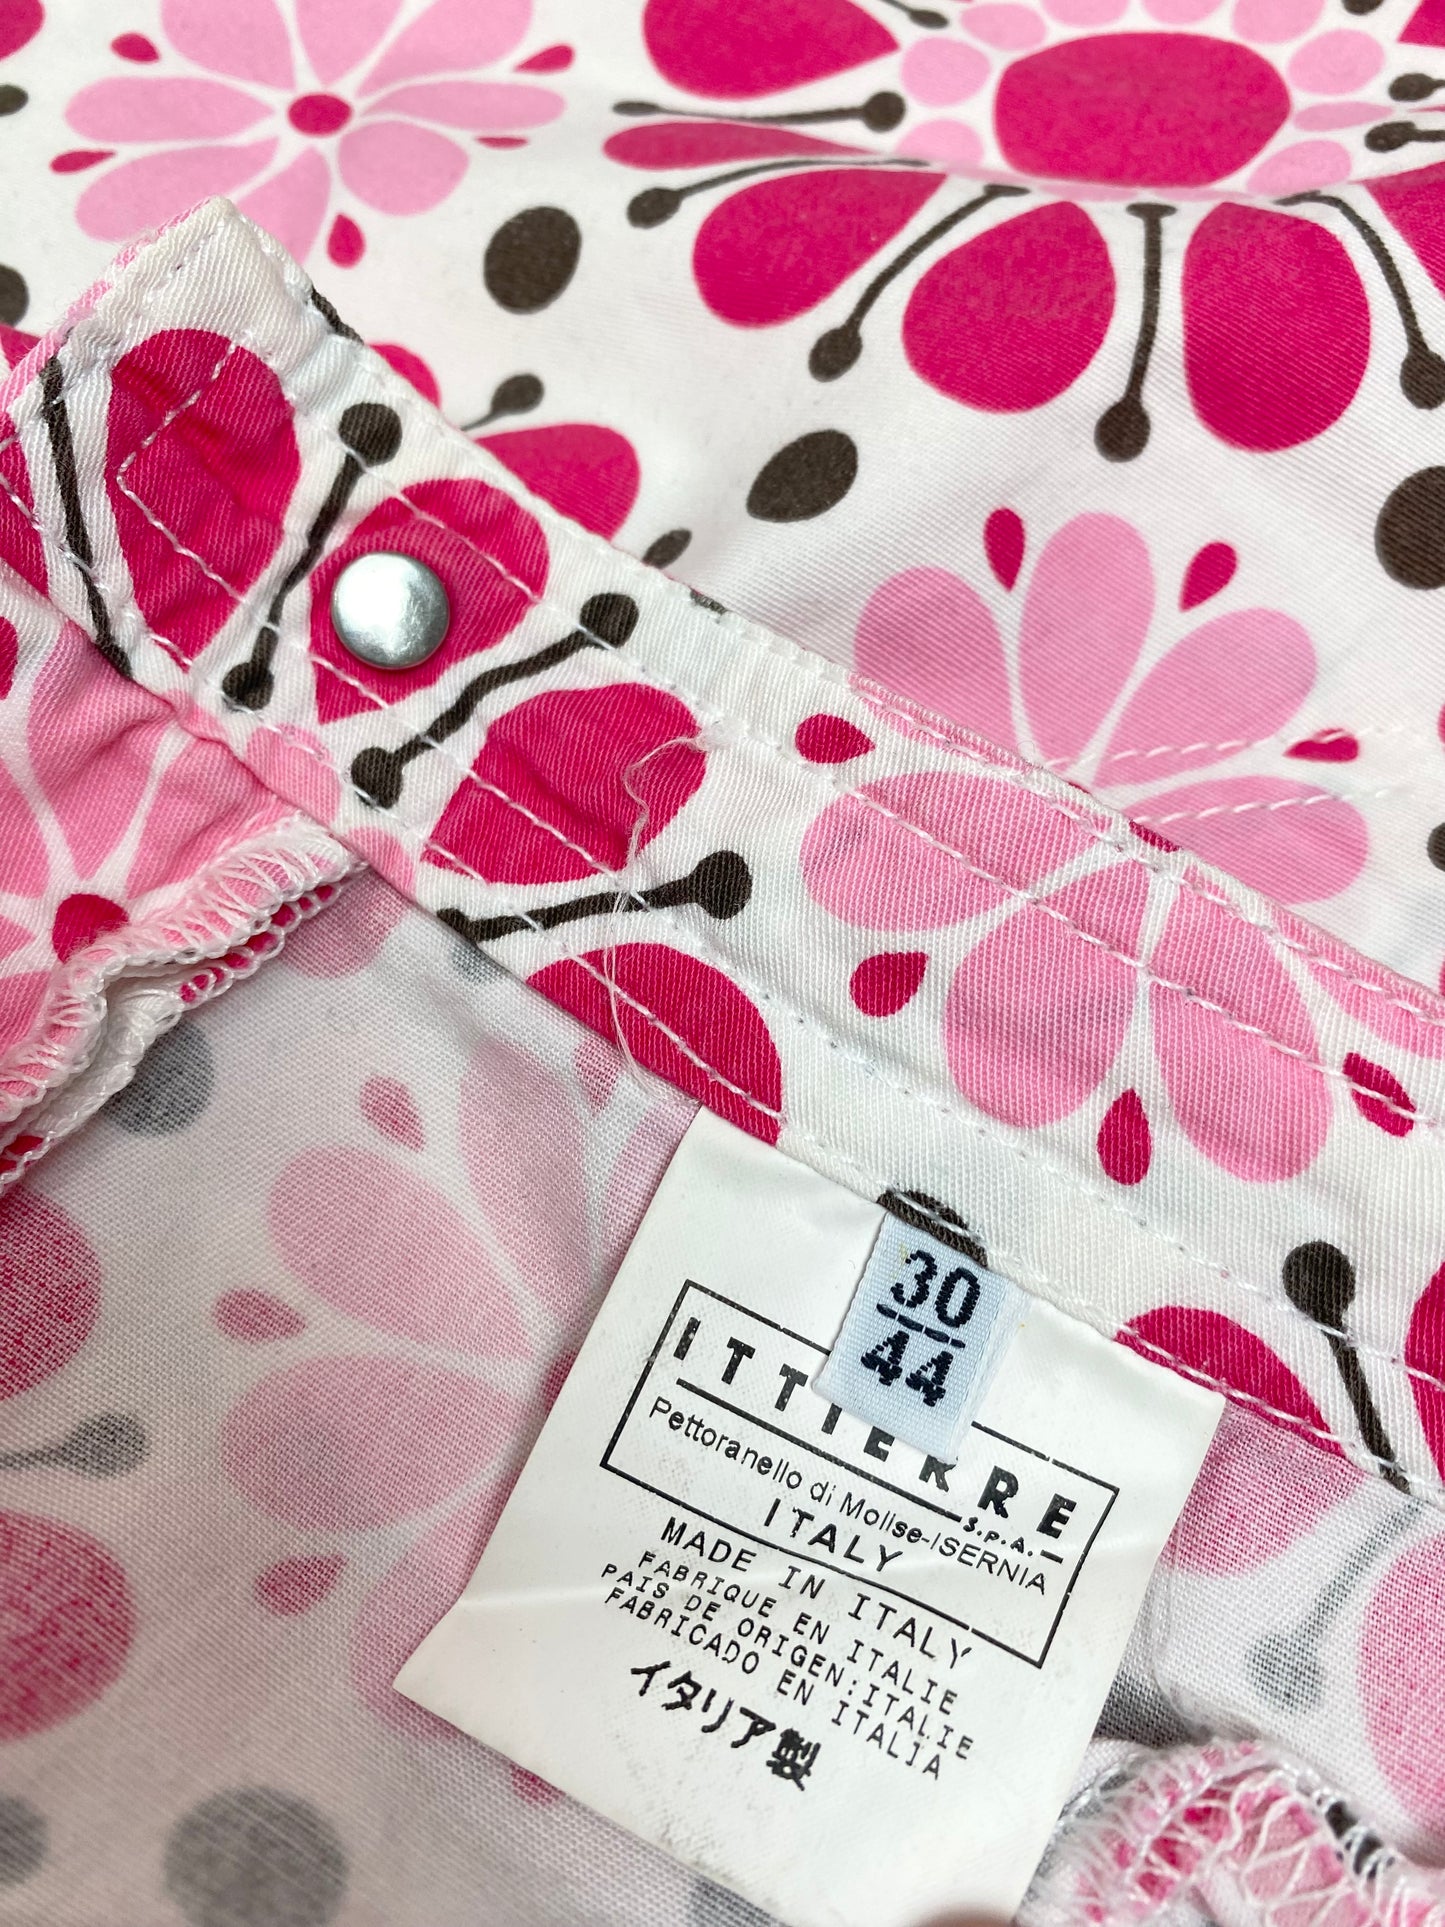 30
44
ITTIERRE
S.P.A.
Pettoranello di Molise-ISERNIA
ITALY
MADE IN ITALY
FABRIQUE EN ITALIE
PAIS DE ORIGEN:ITALIE
FABRICADO EN ITALIA
イタリア製